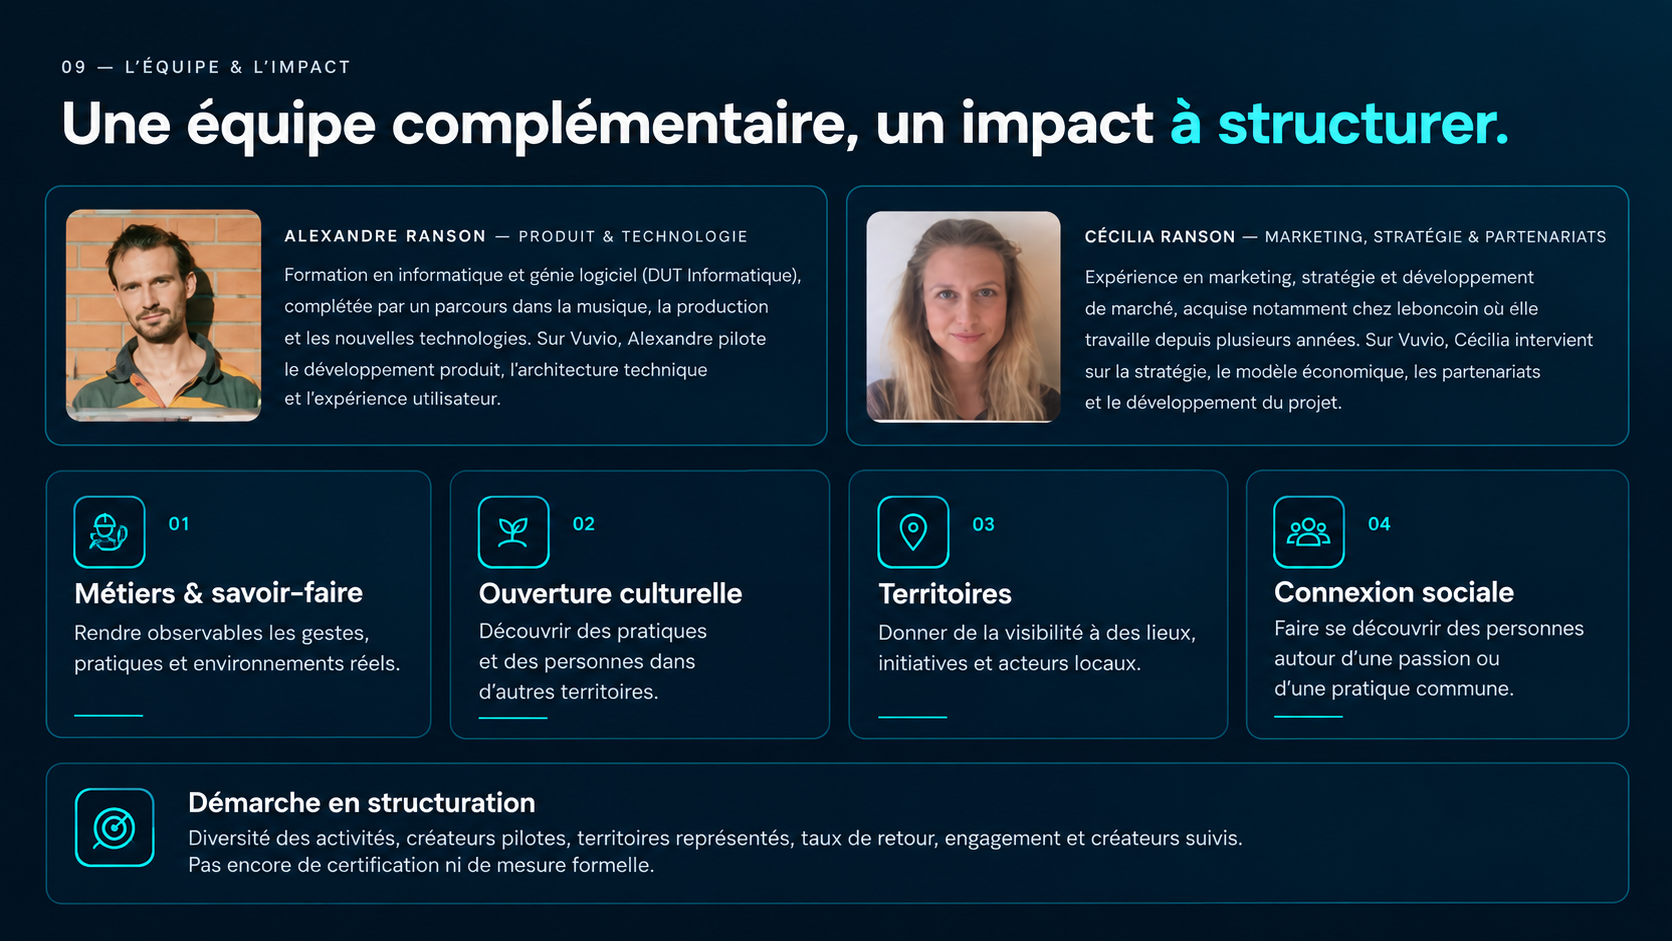 09 — L’ÉQUIPE & L’IMPACT
Une équipe complémentaire, un impact à structurer.
ALEXANDRE RANSON — PRODUIT & TECHNOLOGIE
Formation en informatique et génie logiciel (DUT Informatique),
complétée par un parcours dans la musique, la production
et les nouvelles technologies. Sur Vuvio, Alexandre pilote
le développement produit, l’architecture technique
et l’expérience utilisateur.
CÉCILIA RANSON — MARKETING, STRATÉGIE & PARTENARIATS
Expérience en marketing, stratégie et développement
de marché, acquise notamment chez leboncoin où élle
travaille depuis plusieurs années. Sur Vuvio, Cécilia intervient
sur la stratégie, le modèle économique, les partenariats
et le développement du projet.
01
Métiers & savoir-faire
Rendre observables les gestes,
pratiques et environnements réels.
02
Ouverture culturelle
Découvrir des pratiques
et des personnes dans
d’autres territoires.
03
Territoires
Donner de la visibilité à des lieux,
initiatives et acteurs locaux.
04
Connexion sociale
Faire se découvrir des personnes
autour d’une passion ou
d’une pratique commune.
Démarche en structuration
Diversité des activités, créateurs pilotes, territoires représentés, taux de retour, engagement et créateurs suivis.
Pas encore de certification ni de mesure formelle.